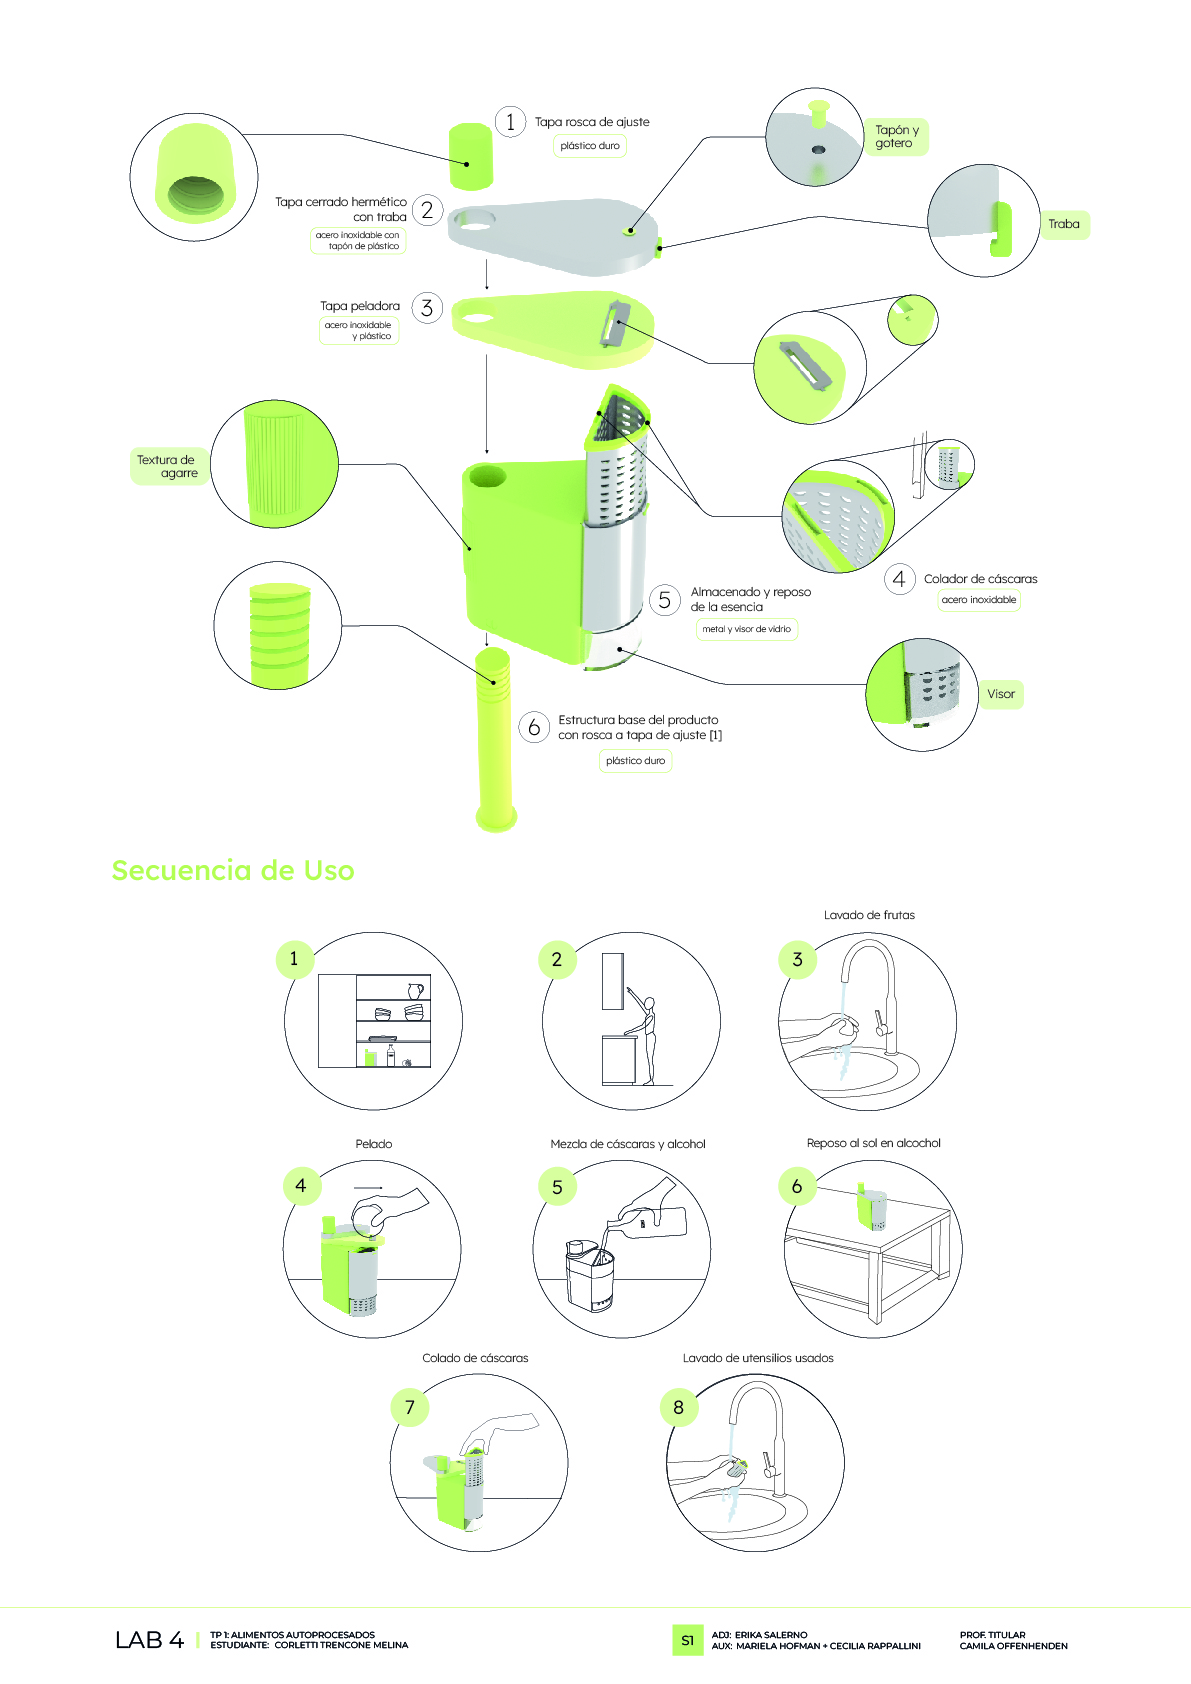 1
Tapa rosca de ajuste
plástico duro
Tapón y
gotero
Tapa cerrado hermético
con traba
2
acero inoxidable con
tapón de plástico
Traba
Tapa peladora
3
acero inoxidable
y plástico
Textura de
agarre
4
Colador de cáscaras
acero inoxidable
5
Almacenado y reposo
de la esencia
metal y visor de vidrio
Visor
6
Estructura base del producto
con rosca a tapa de ajuste [1]
plástico duro
Secuencia de Uso
1
2
Lavado de frutas
3
Pelado
4
Mezcla de cáscaras y alcohol
5
Reposo al sol en alcochol
6
Colado de cáscaras
7
Lavado de utensilios usados
8
LAB 4
TP 1: ALIMENTOS AUTOPROCESADOS
ESTUDIANTE: CORLETTI TRENCONE MELINA
S1
ADJ: ERIKA SALERNO
AUX: MARIELA HOFMAN + CECILIA RAPPALLINI
PROF. TITULAR
CAMILA OFFENHENDEN